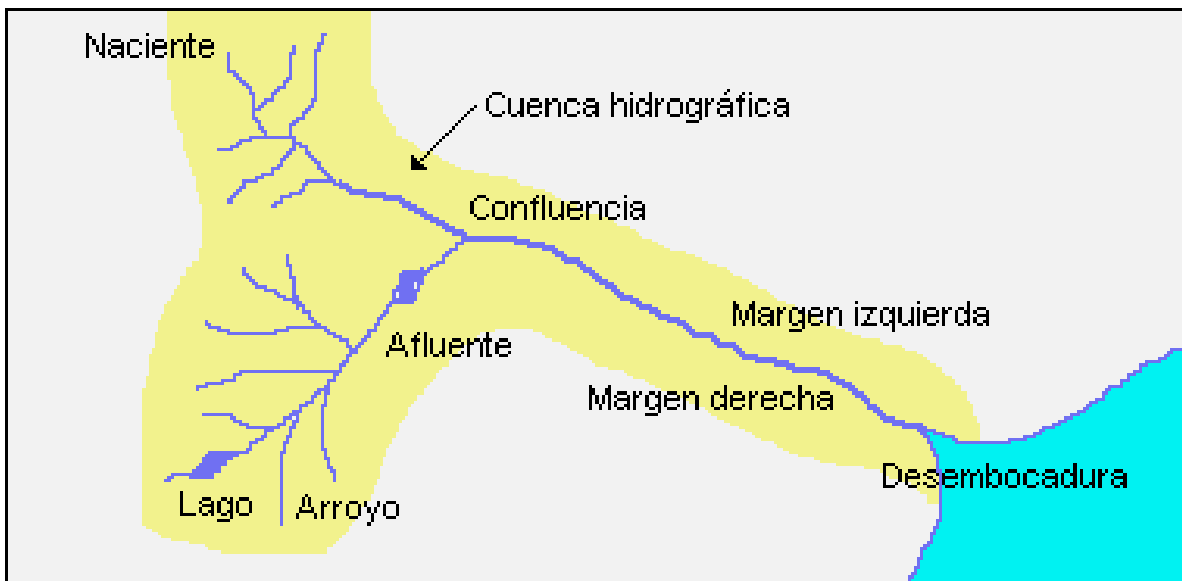 Naciente
Cuenca hidrográfica
Confluencia
Margen izquierda
Afluente
Margen derecha
Desembocadura
Lago
Arroyo